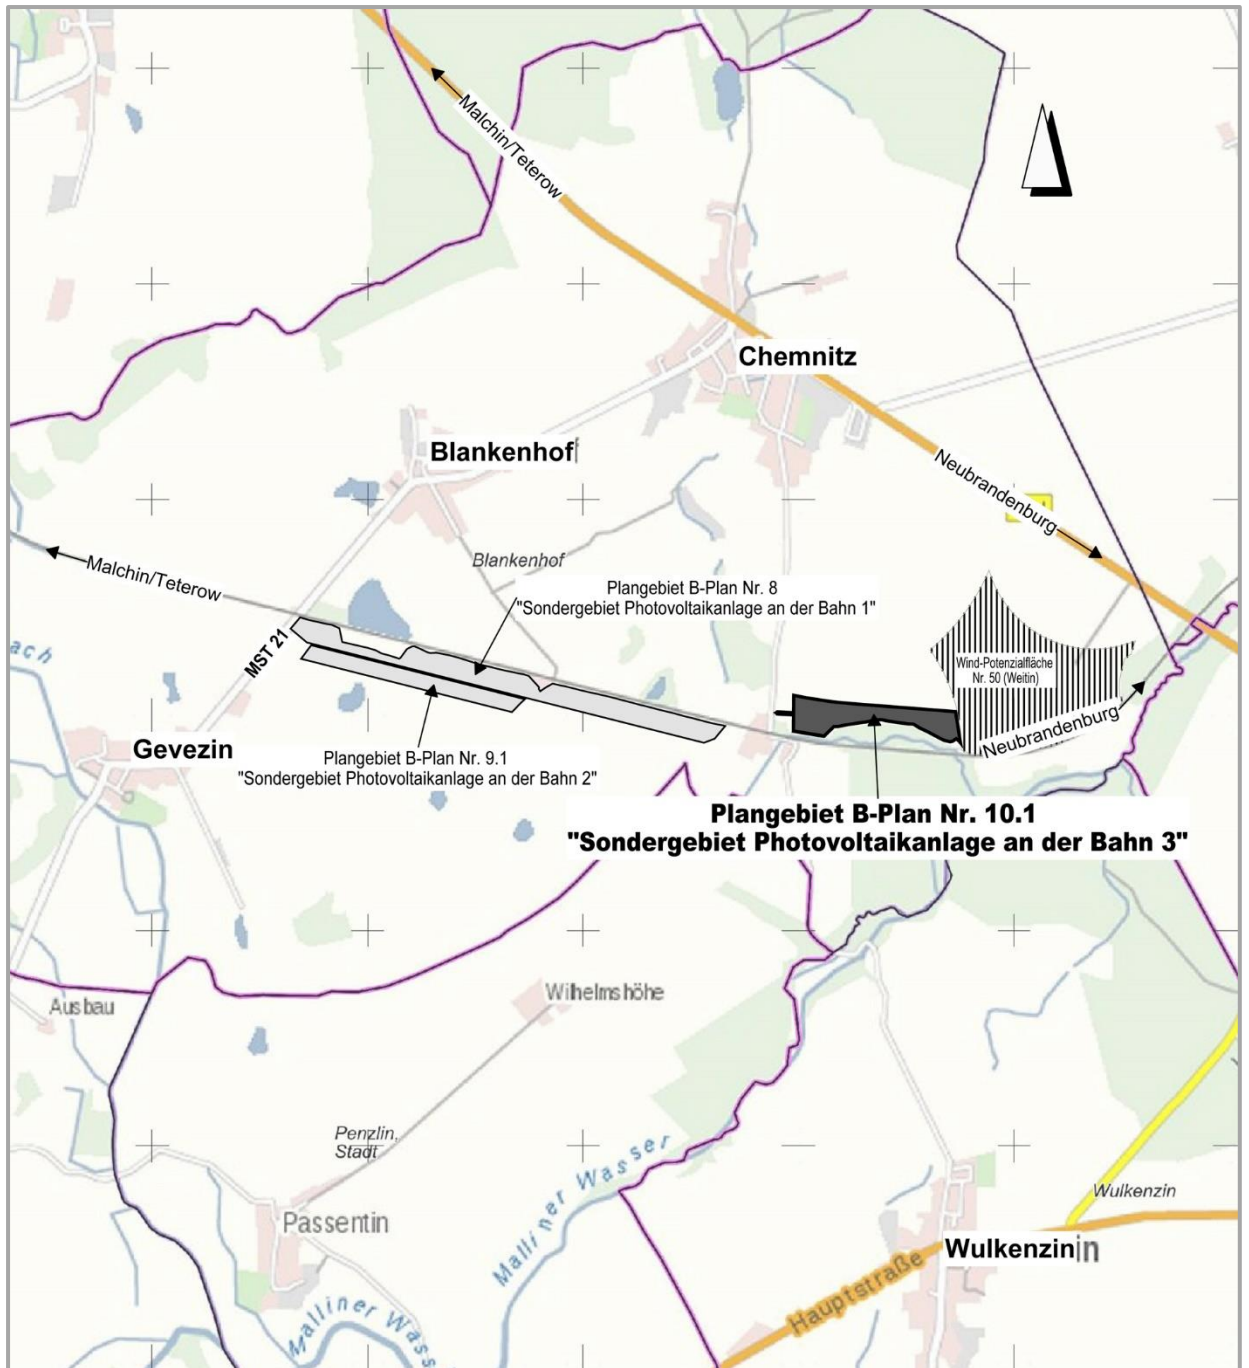 Malchin/Teterow
Chemnitz
Blankenhof
Neubrandenburg
Blankenhof
Malchin/Teterow
Plangebiet B-Plan Nr. 8
"Sondergebiet Photovoltaikanlage an der Bahn 1"
MST 21
ach
Wind-Potenzialfläche
Nr. 50 (Weitin)
Neubrandenburg
Gevezin
Plangebiet B-Plan Nr. 9.1
"Sondergebiet Photovoltaikanlage an der Bahn 2"
Plangebiet B-Plan Nr. 10.1
"Sondergebiet Photovoltaikanlage an der Bahn 3"
Wilhelmshöhe
Ausbau
Penzlin,
Stadt
Malliner Wasser
Wulkenzin
Passentin
Wulkenzin
Hauptstraße
Malliner Wasse